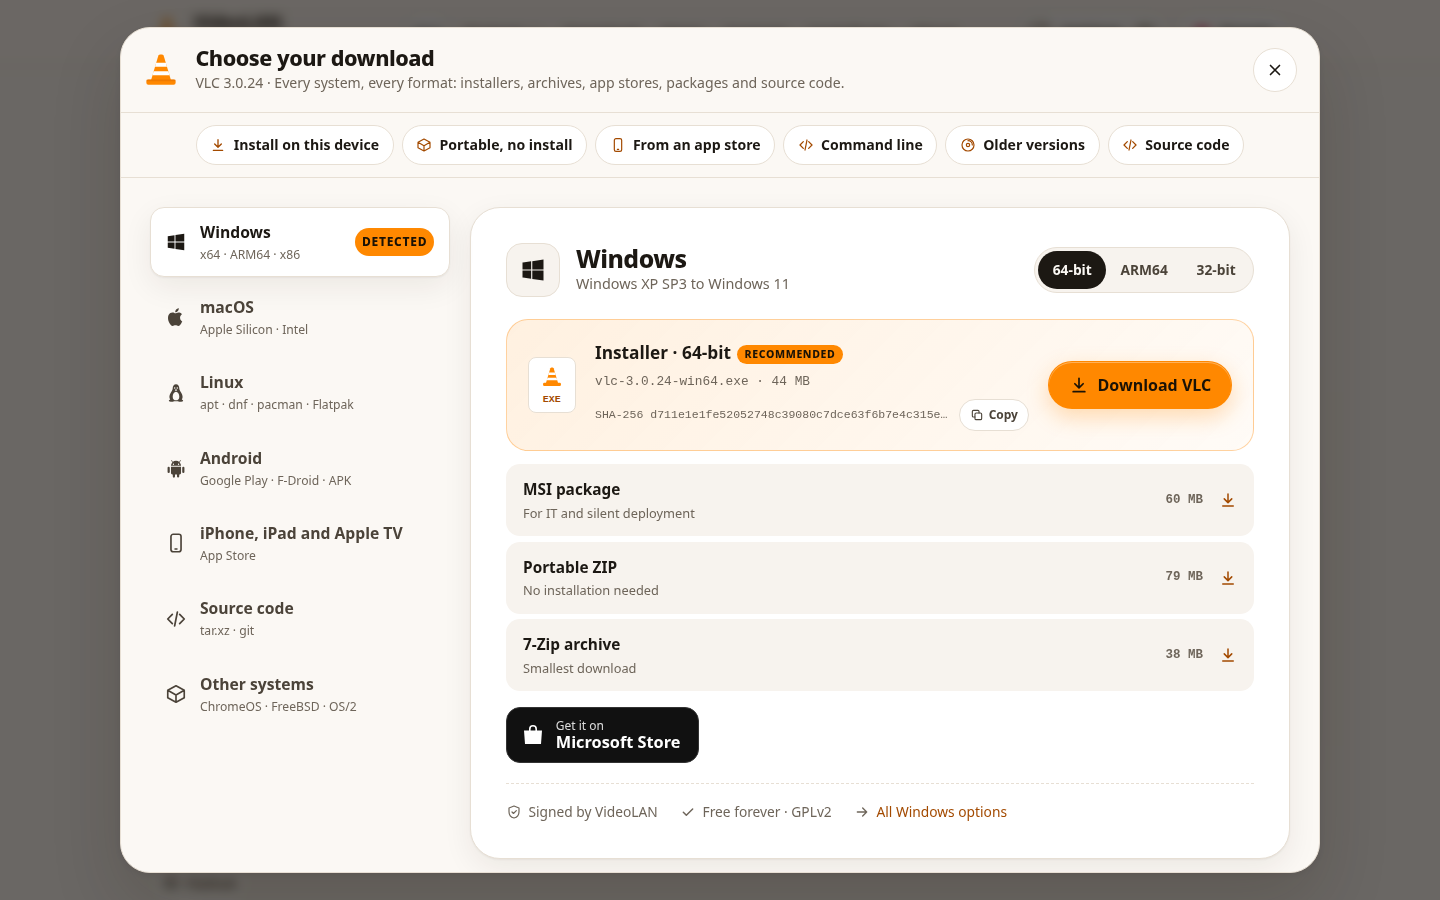 Choose your download
VLC 3.0.24 · Every system, every format: installers, archives, app stores, packages and source code.
Install on this device
Portable, no install
From an app store
Command line
Older versions
Source code
Windows
x64 · ARM64 · x86
DETECTED
macOS
Apple Silicon · Intel
Linux
apt · dnf · pacman · Flatpak
Android
Google Play · F-Droid · APK
iPhone, iPad and Apple TV
App Store
Source code
tar.xz · git
Other systems
ChromeOS · FreeBSD · OS/2
Windows
Windows XP SP3 to Windows 11
64-bit
ARM64
32-bit
EXE
Installer · 64-bit RECOMMENDED
vlc-3.0.24-win64.exe · 44 MB
SHA-256 d711e1e1fe52052748c39080c7dce63f6b7e4c315e…
Copy
Download VLC
MSI package
For IT and silent deployment
60 MB
Portable ZIP
No installation needed
79 MB
7-Zip archive
Smallest download
38 MB
Get it on
Microsoft Store
Signed by VideoLAN
Free forever · GPLv2
All Windows options